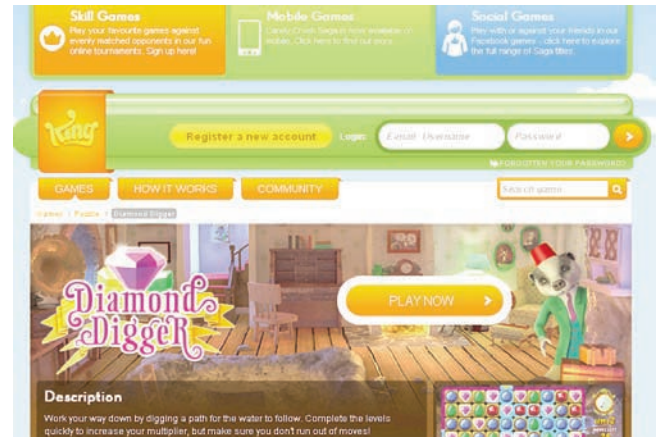 Skill Games
Play your favourite games against
evenly matched opponents in our fun
online tournaments. Sign up here!
Mobile Games
Candy Crush Saga is now available on
mobile. Click here to find out more
Social Games
Play with or against your friends in our
Facebook games - click here to explore
the full range of Saga titles.
King
Register a new account
Login:
Email / Username
Password
FORGOTTEN YOUR PASSWORD?
GAMES
HOW IT WORKS
COMMUNITY
Search game
Games / Puzzle / Diamond Digger
Diamond
Digger
PLAY NOW
Description
Work your way down by digging a path for the water to follow. Complete the levels
quickly to increase your multiplier, but make sure you don't run out of moves!